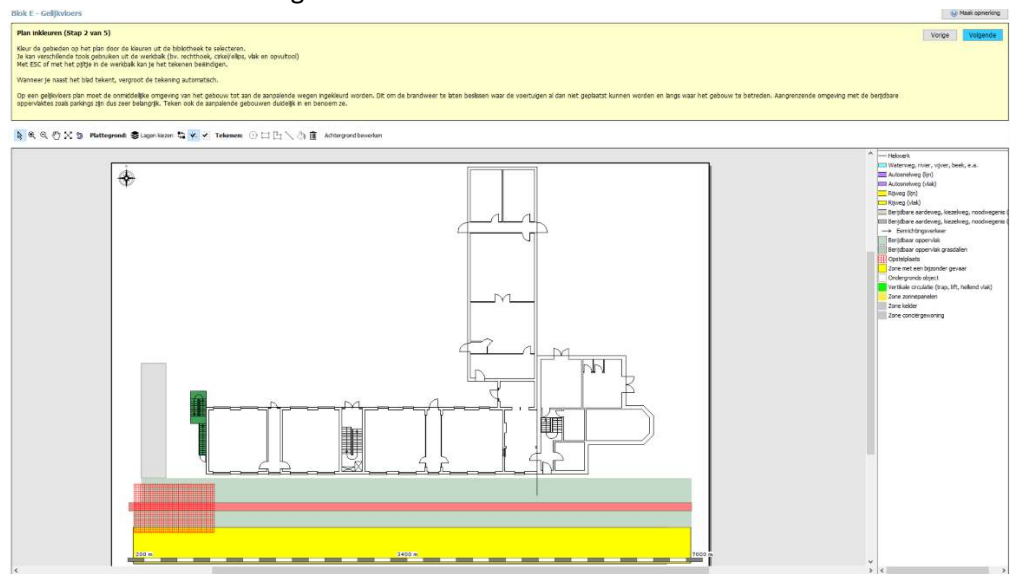 Blok E - Gelijkvloers
Maak opmerking
Plan inkleuren (Stap 2 van 5)
Vorige
Volgende
Kleur de gebieden op het plan door de kleuren uit de bibliotheek te selecteren.
Je kan verschillende tools gebruiken uit de werkbalk (bv. rechthoek, cirkel/elips, vlak en opvultool)
Met ESC of met het pijltje in de werkbalk kan je het tekenen beëindigen.
Wanneer je naast het blad tekent, vergroot de tekening automatisch.
Op een gelijkvloers plan moet de onmiddellijke omgeving van het gebouw tot aan de aanpalende wegen ingekleurd worden. Dit om de brandweer te laten beslissen waar de voertuigen al dan niet geplaatst kunnen worden en langs waar het gebouw te betreden. Aangrenzende omgeving met de berijdbare
oppervlaktes zoals parkings zijn dus zeer belangrijk. Teken ook de aanpalende gebouwen duidelijk in en benoem ze.
Plattegrond: Lagen kiezen Tekenen: Achtergrond bewerken
Hekwerk
Waterweg, rivier, vijver, beek, e.a.
Autosnelweg (lijn)
Autosnelweg (vlak)
Rijweg (lijn)
Rijweg (vlak)
Berijdbare aardeweg, kiezelweg, noodwegenis (
Berijdbare aardeweg, kiezelweg, noodwegenis (
Eenrichtingsverkeer
Berijdbaar oppervlak
Berijdbaar oppervlak grasdallen
Opstelplaats
Zone met een bijzonder gevaar
Ondergronds object
Vertikale circulatie (trap, lift, hellend vlak)
Zone zonnepanelen
Zone kelder
Zone conciërgewoning
200 m
3400 m
7000 m